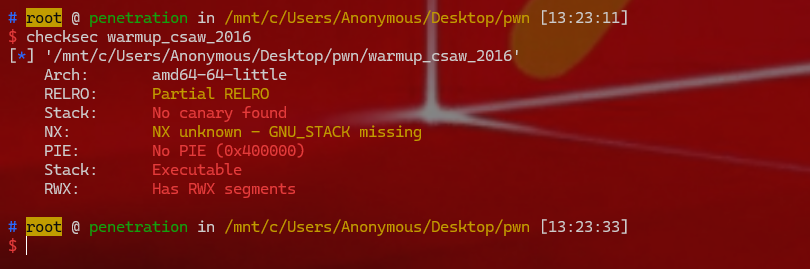 # root @ penetration in /mnt/c/Users/Anonymous/Desktop/pwn [13:23:11]
$ checksec warmup_csaw_2016
[*] '/mnt/c/Users/Anonymous/Desktop/pwn/warmup_csaw_2016'
    Arch:       amd64-64-little
    RELRO:      Partial RELRO
    Stack:      No canary found
    NX:         NX unknown - GNU_STACK missing
    PIE:        No PIE (0x400000)
    Stack:      Executable
    RWX:        Has RWX segments
# root @ penetration in /mnt/c/Users/Anonymous/Desktop/pwn [13:23:33]
$